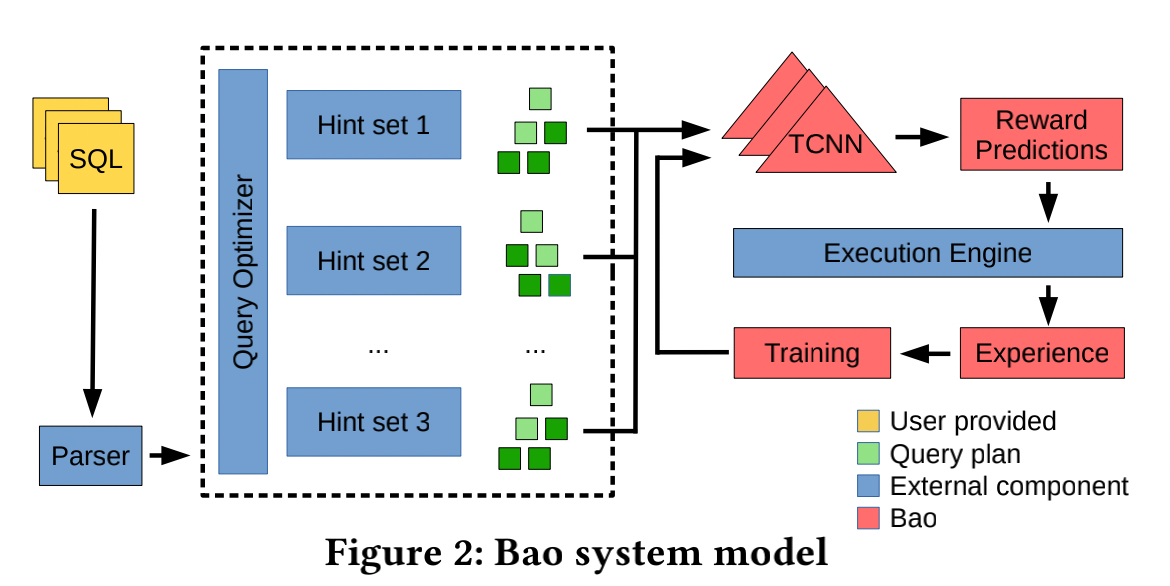 SQL
Parser
Query Optimizer
Hint set 1
Hint set 2
...
...
Hint set 3
TCNN
Reward
Predictions
Execution Engine
Experience
Training
User provided
Query plan
External component
Bao
Figure 2: Bao system model